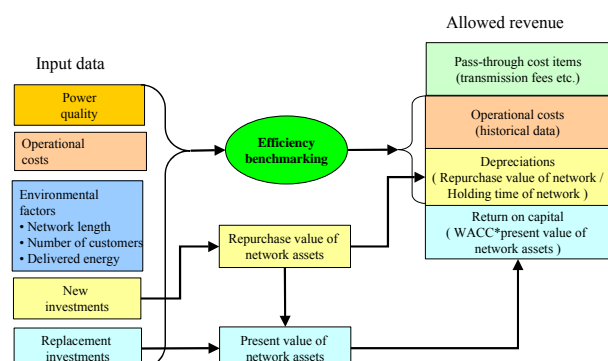 Input data
Power
quality
Operational
costs
Environmental
factors
• Network length
• Number of customers
• Delivered energy
New
investments
Replacement
investments
Efficiency
benchmarking
Repurchase value of
network assets
Present value of
network assets
Allowed revenue
Pass-through cost items
(transmission fees etc.)
Operational costs
(historical data)
Depreciations
( Repurchase value of network /
Holding time of network )
Return on capital
( WACC*present value of
network assets )